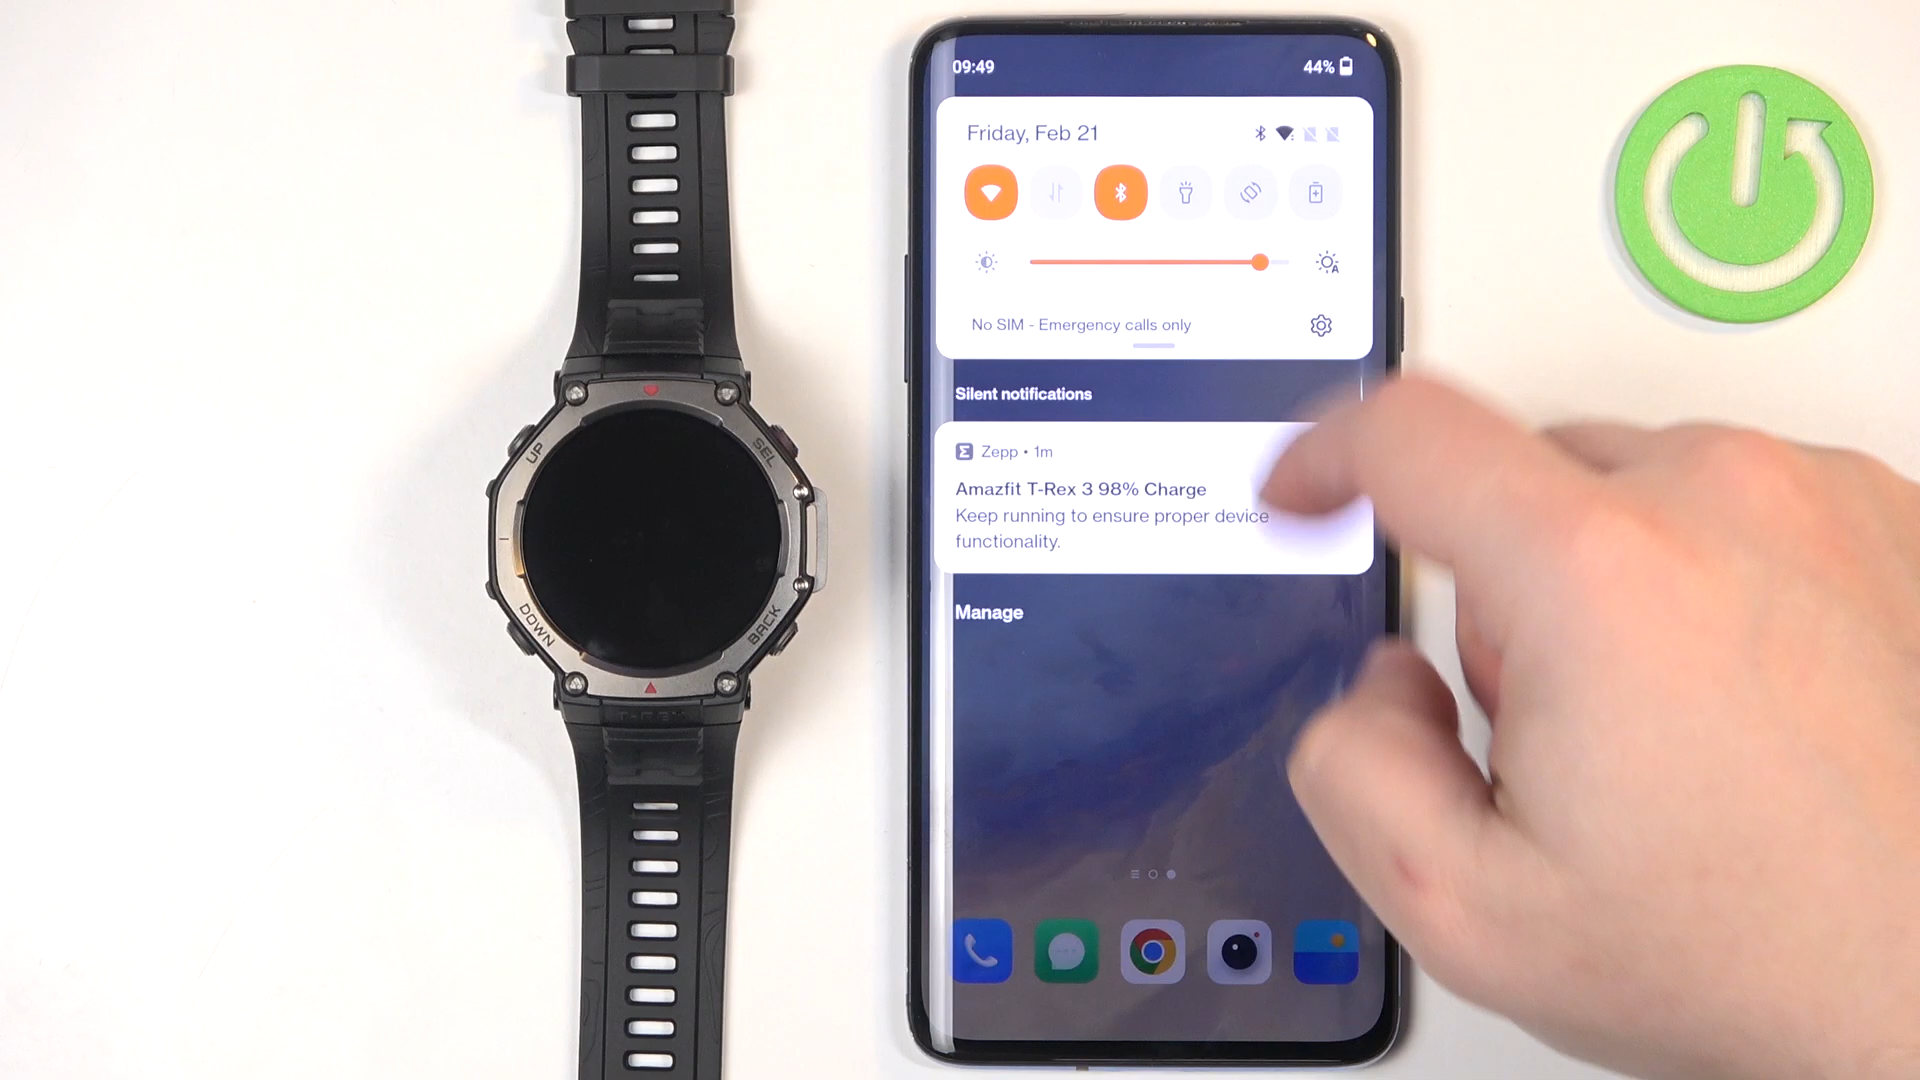 09:49
44%
Friday, Feb 21
No SIM - Emergency calls only
Silent notifications
Zepp • 1m
Amazfit T-Rex 3 98% Charge
Keep running to ensure proper device
functionality.
Manage
UP
SEL
DOWN
BACK
T-REX